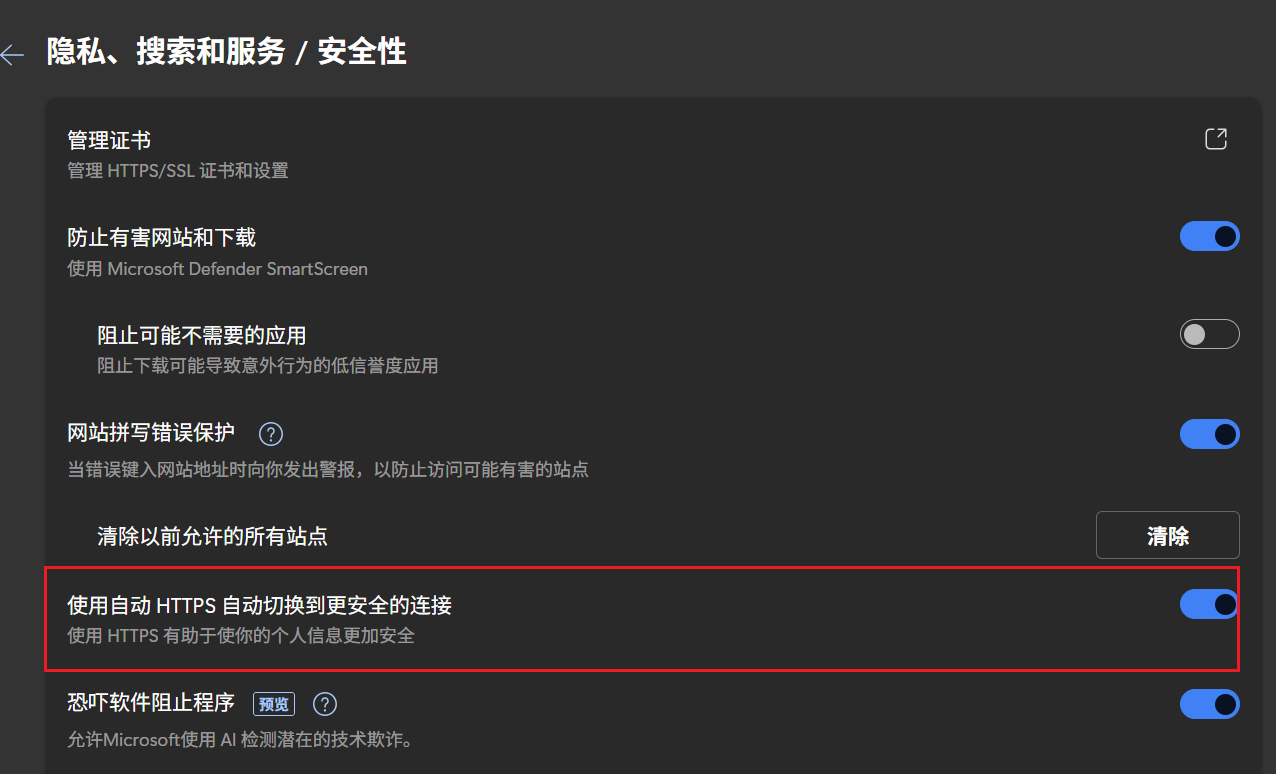 隐私、搜索和服务 / 安全性
管理证书
管理 HTTPS/SSL 证书和设置
防止有害网站和下载
使用 Microsoft Defender SmartScreen
阻止可能不需要的应用
阻止下载可能导致意外行为的低信誉度应用
网站拼写错误保护
当错误键入网站地址时向你发出警报，以防止访问可能有害的站点
清除以前允许的所有站点 清除
使用自动 HTTPS 自动切换到更安全的连接
使用 HTTPS 有助于使你的个人信息更加安全
恐吓软件阻止程序 预览
允许Microsoft使用 AI 检测潜在的技术欺诈。